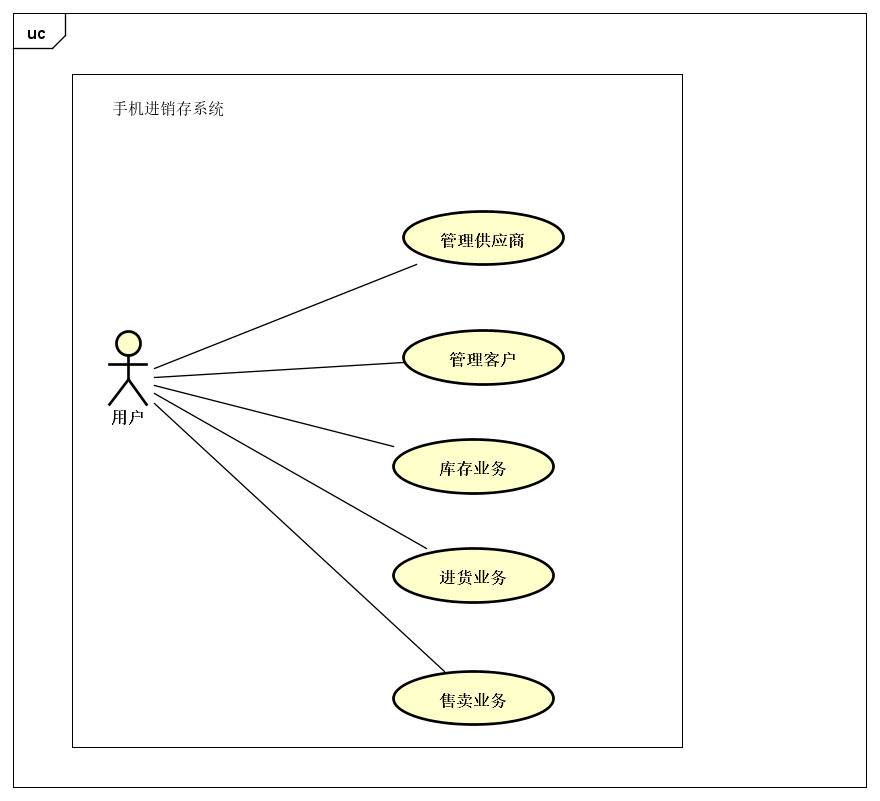 uc
手机进销存系统
管理供应商
管理客户
用户
库存业务
进货业务
售卖业务